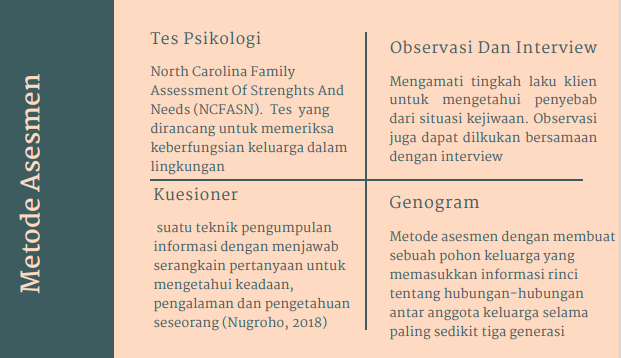 Metode Asesmen
Tes Psikologi
North Carolina Family
Assessment Of Strenghts And
Needs (NCFASN).  Tes  yang
dirancang untuk memeriksa
keberfungsian keluarga dalam
lingkungan
Observasi Dan Interview
Mengamati tingkah laku klien
untuk mengetahui penyebab
dari situasi kejiwaan. Observasi
juga dapat dilkukan bersamaan
dengan interview
Kuesioner
suatu teknik pengumpulan
informasi dengan menjawab
serangkain pertanyaan untuk
mengetahui keadaan,
pengalaman dan pengetahuan
seseorang (Nugroho, 2018)
Genogram
Metode asesmen dengan membuat
sebuah pohon keluarga yang
memasukkan informasi rinci
tentang hubungan-hubungan
antar anggota keluarga selama
paling sedikit tiga generasi